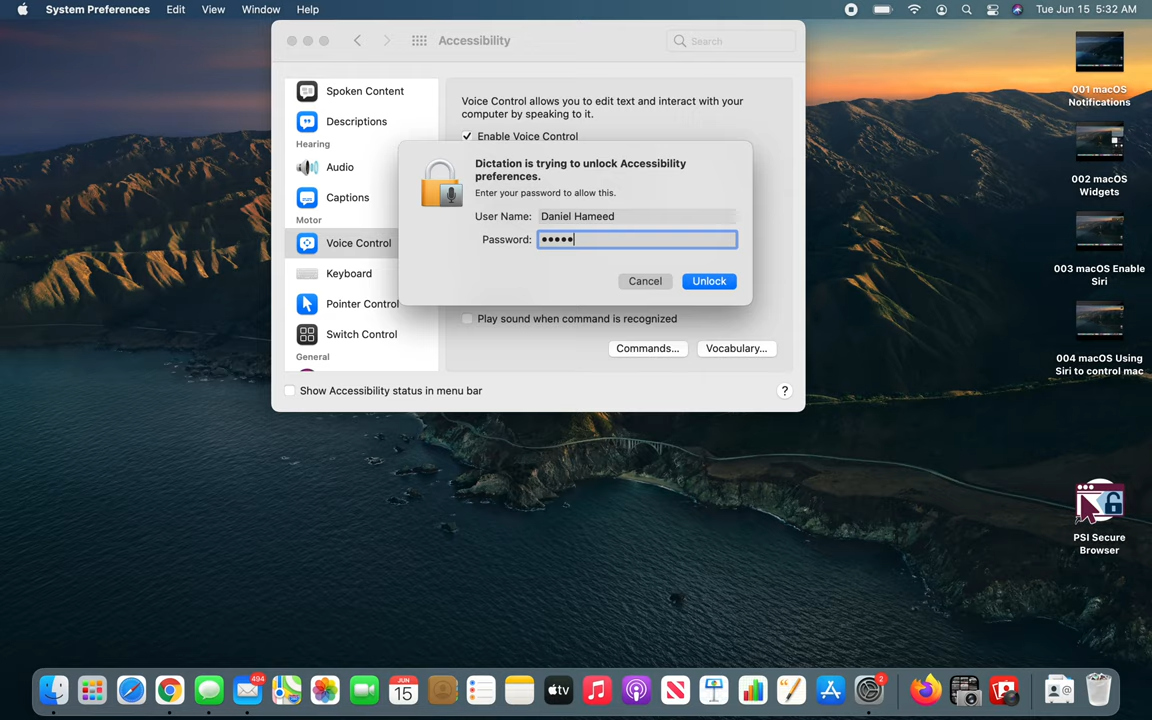 System Preferences Edit View Window Help
Tue Jun 15 5:32 AM
Accessibility
Search
Spoken Content
Descriptions
Hearing
Audio
Captions
Motor
Voice Control
Keyboard
Pointer Control
Switch Control
General
Voice Control allows you to edit text and interact with your
computer by speaking to it.
Enable Voice Control
Dictation is trying to unlock Accessibility
preferences.
Enter your password to allow this.
User Name: Daniel Hameed
Password: •••••
Cancel Unlock
Play sound when command is recognized
Commands... Vocabulary...
Show Accessibility status in menu bar
?
001 macOS
Notifications
002 macOS
Widgets
003 macOS Enable
Siri
004 macOS Using
Siri to control mac
PSI Secure
Browser
494
JUN
15
tv
2